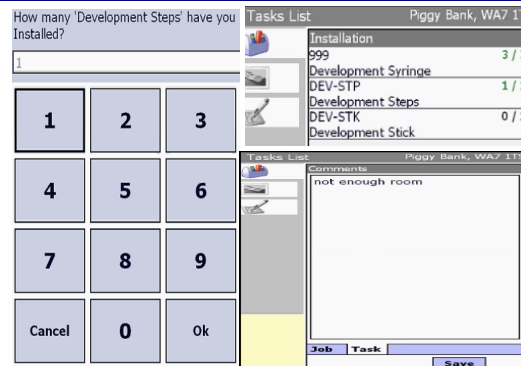 How many 'Development Steps' have you
Installed?
1
1 2 3
4 5 6
7 8 9
Cancel 0 Ok
Tasks List Piggy Bank, WA7
Installation
999 3 /
Development Syringe
DEV-STP 1 /
Development Steps
DEV-STK 0 /
Development Stick
Tasks List Piggy Bank, WA7 1TS
Comments
not enough room
Job Task
Save